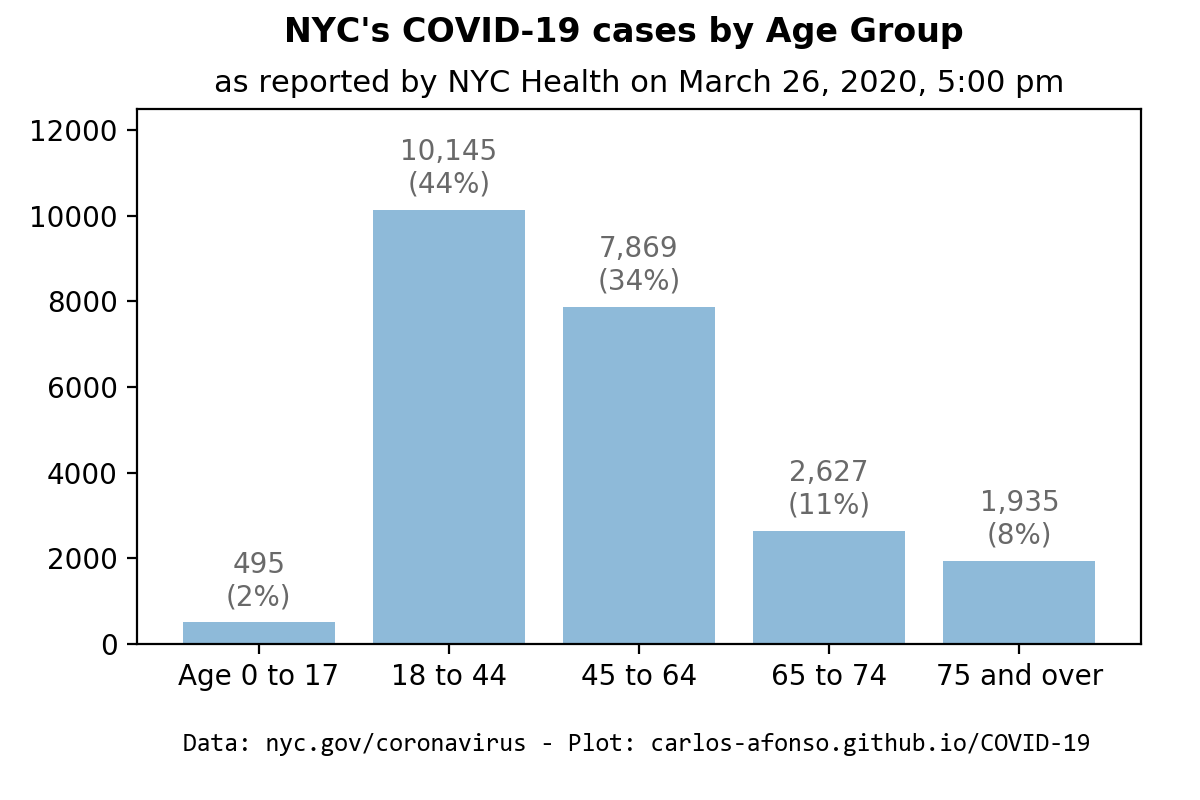 NYC's COVID-19 cases by Age Group
as reported by NYC Health on March 26, 2020, 5:00 pm
12000
10000
8000
6000
4000
2000
0
495
(2%)
10,145
(44%)
7,869
(34%)
2,627
(11%)
1,935
(8%)
Age 0 to 17
18 to 44
45 to 64
65 to 74
75 and over
Data: nyc.gov/coronavirus - Plot: carlos-afonso.github.io/COVID-19